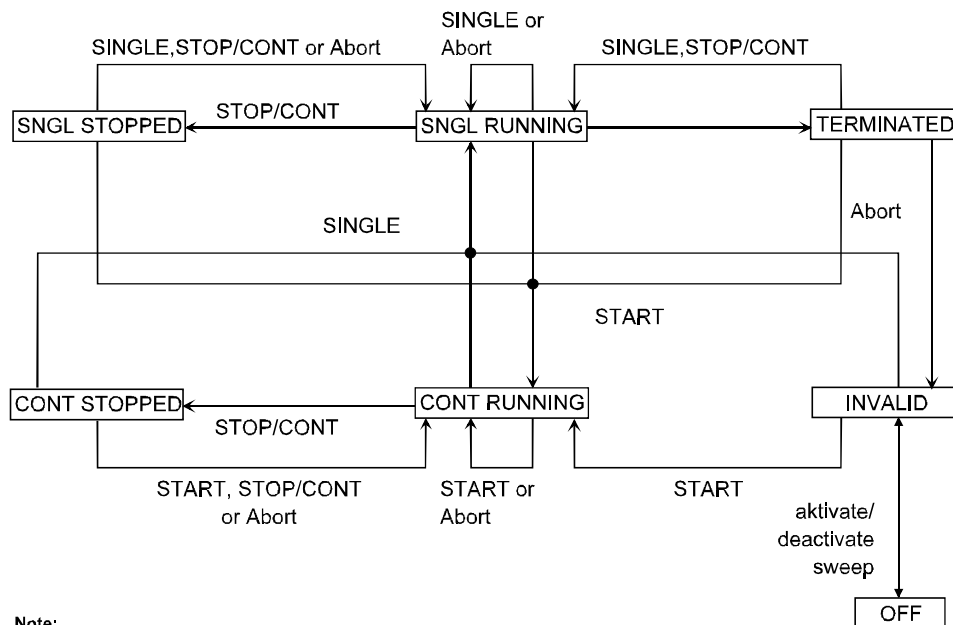 SINGLE or
Abort
SINGLE,STOP/CONT or Abort
SINGLE,STOP/CONT
STOP/CONT
SNGL STOPPED
SNGL RUNNING
TERMINATED
Abort
SINGLE
START
CONT STOPPED
CONT RUNNING
INVALID
STOP/CONT
START, STOP/CONT
or Abort
START or
Abort
START
aktivate/
deactivate
sweep
OFF
Note: